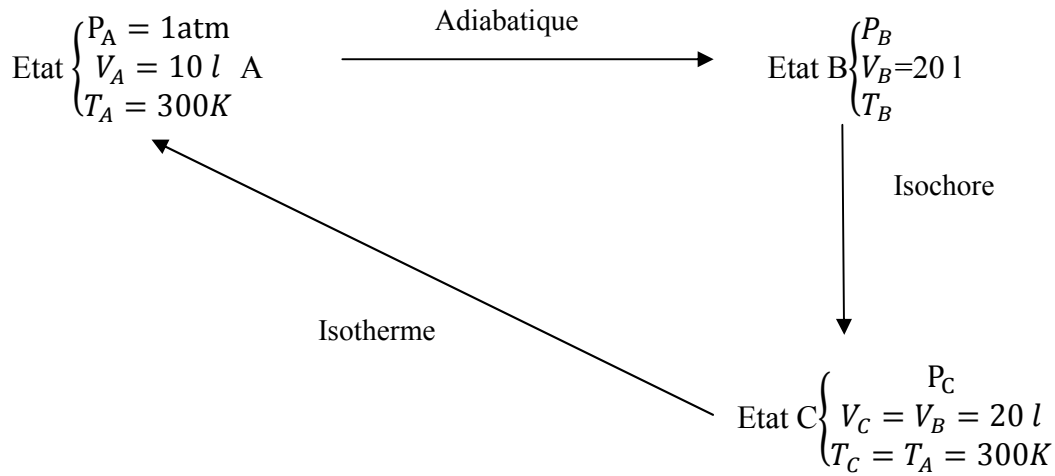 Adiabatique
Etat { P_A = 1atm
V_A = 10 l A
T_A = 300K
Etat B { P_B
V_B=20 l
T_B
Isochore
Isotherme
Etat C { P_C
V_C = V_B = 20 l
T_C = T_A = 300K